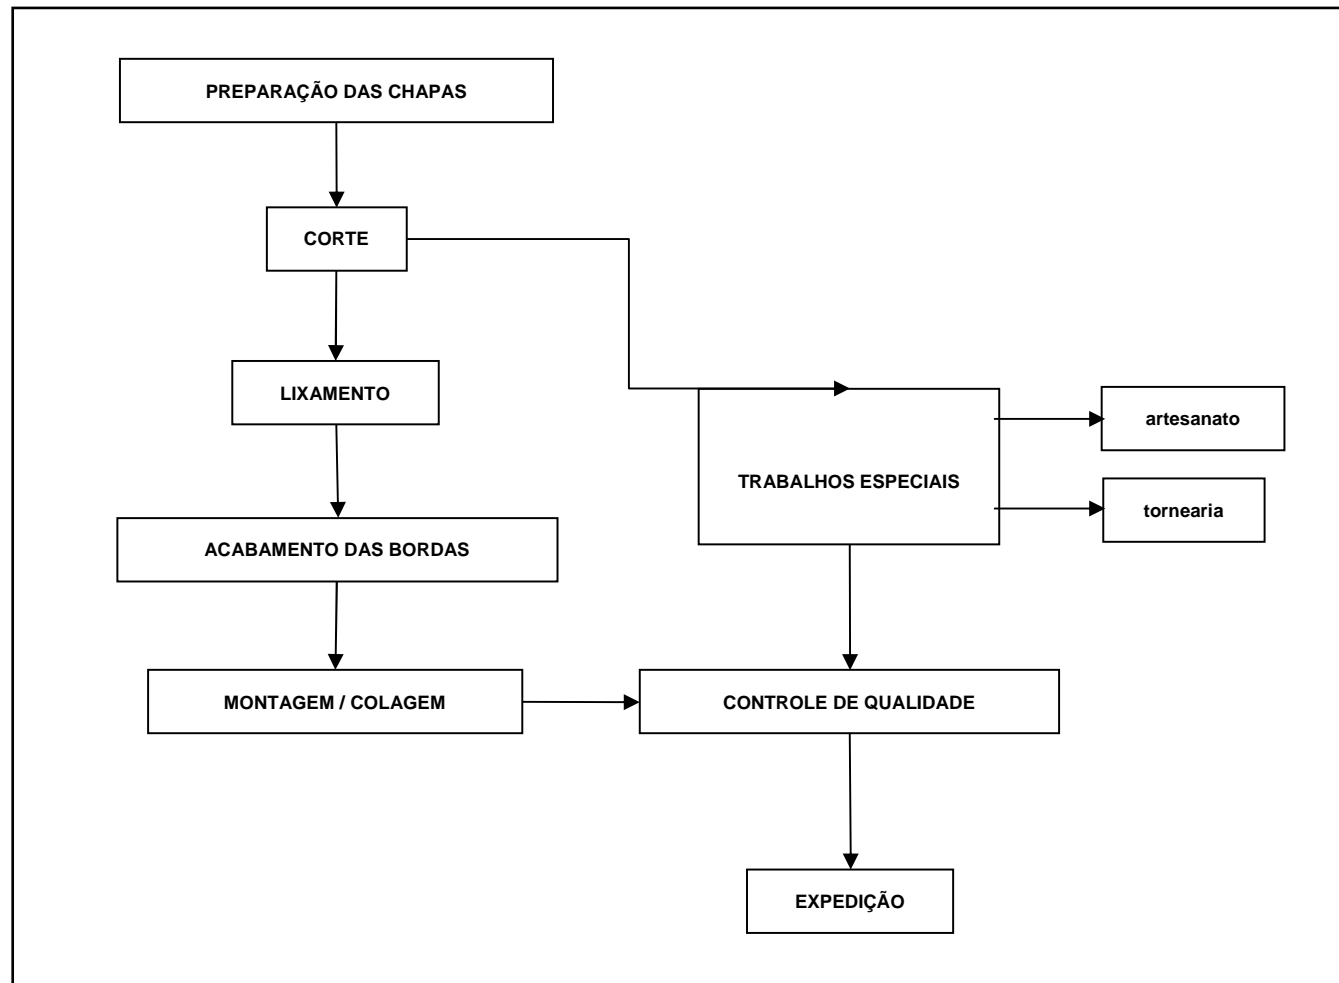 PREPARAÇÃO DAS CHAPAS
CORTE
LIXAMENTO
artesanato
TRABALHOS ESPECIAIS
tornearia
ACABAMENTO DAS BORDAS
MONTAGEM / COLAGEM
CONTROLE DE QUALIDADE
EXPEDIÇÃO